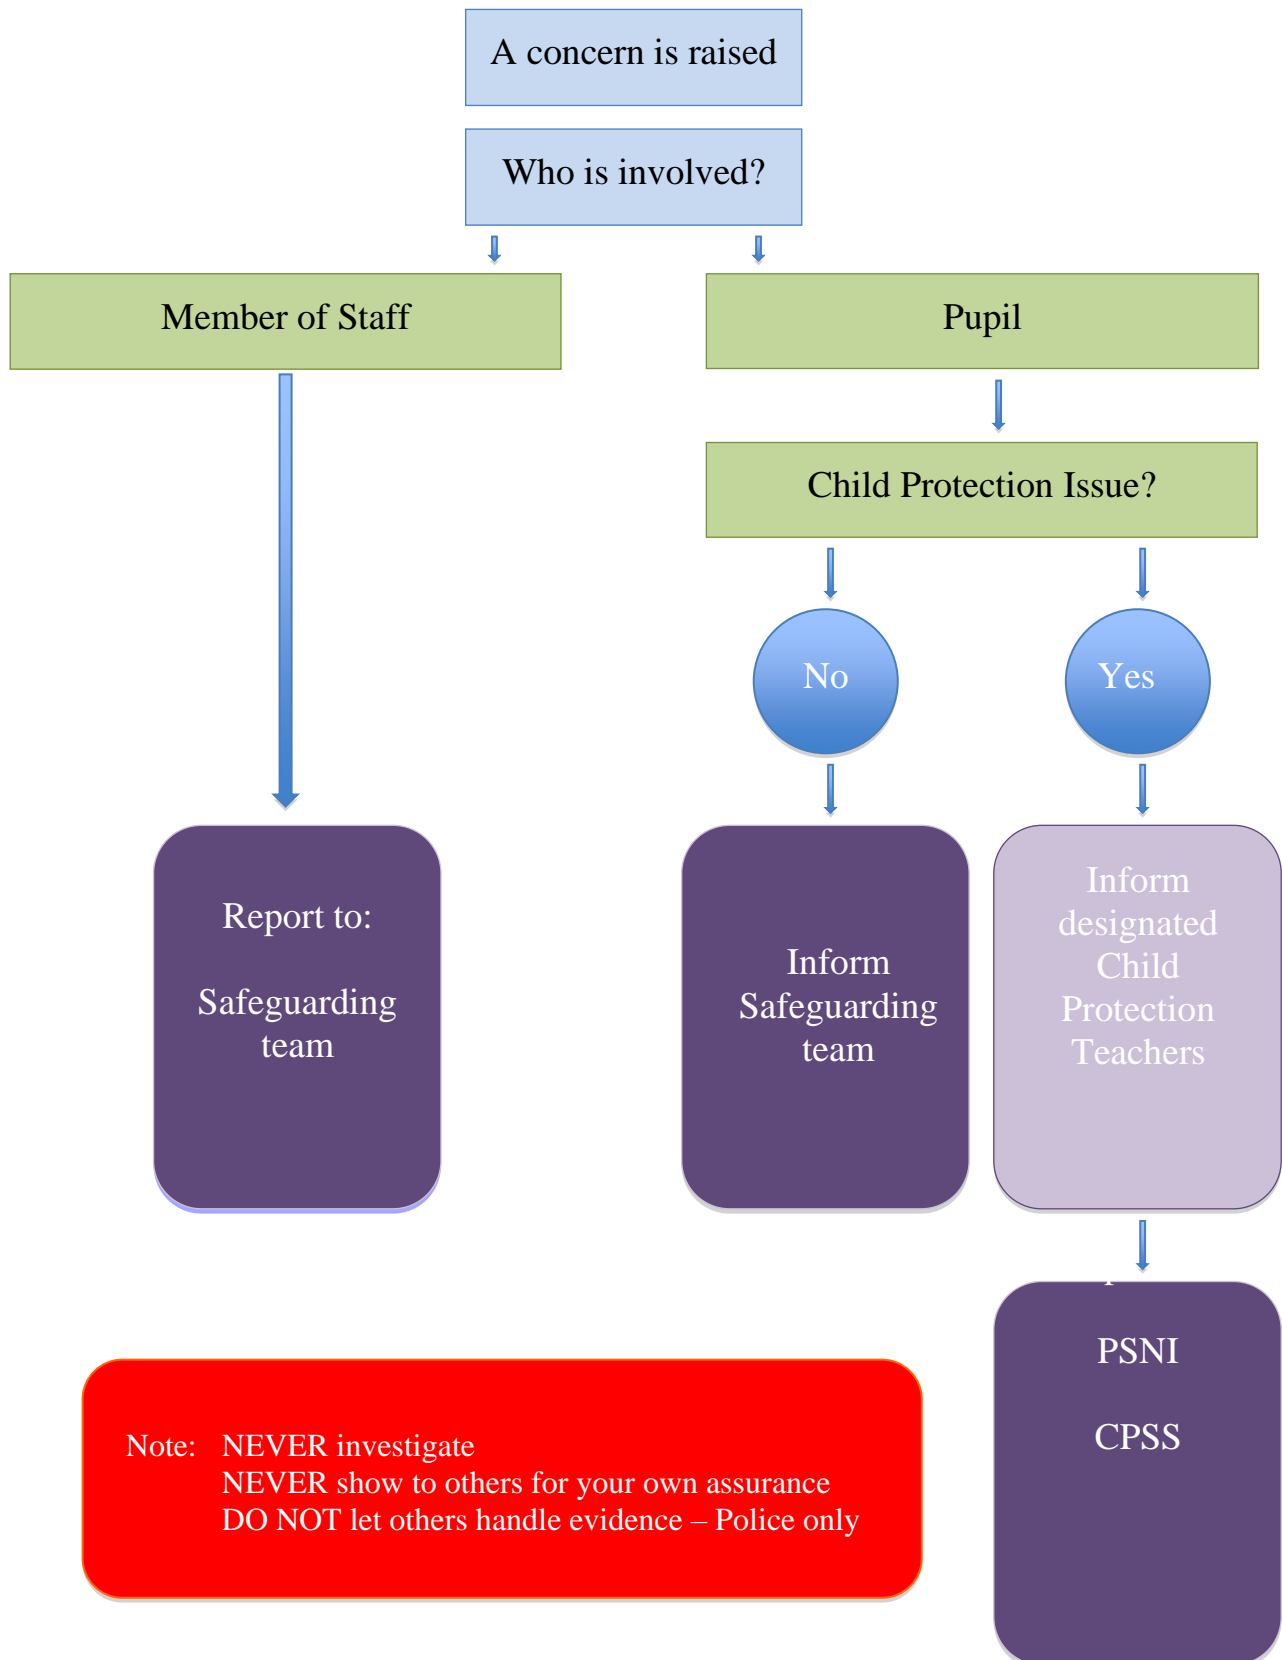 A concern is raised
Who is involved?
Member of Staff
Pupil
Child Protection Issue?
No
Yes
Report to:
Safeguarding
team
Inform
Safeguarding
team
Inform
designated
Child
Protection
Teachers
PSNI
CPSS
Note: NEVER investigate
NEVER show to others for your own assurance
DO NOT let others handle evidence – Police only